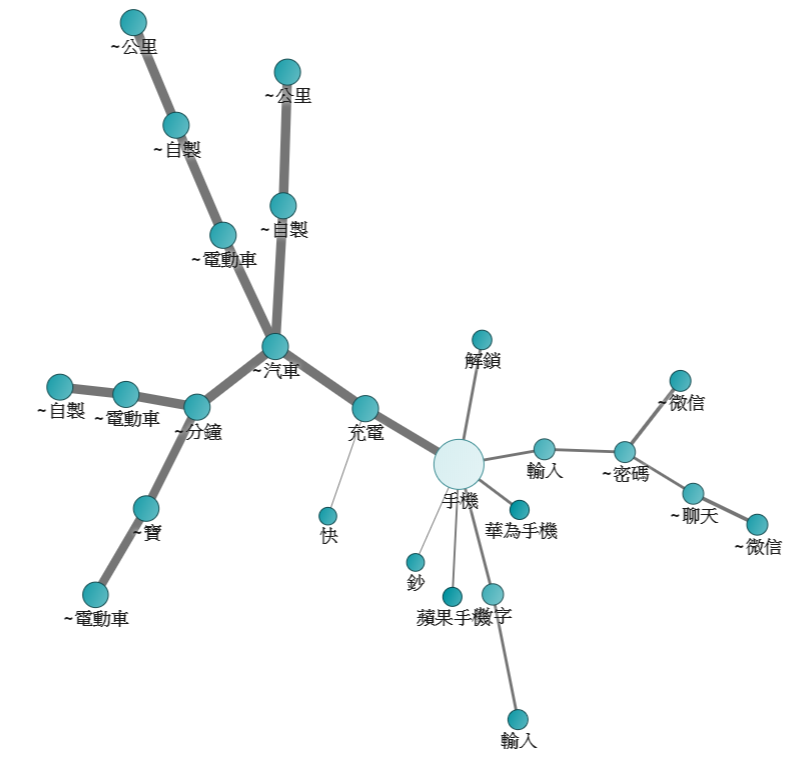 ~公里
~公里
~自製
~自製
~電動車
解鎖
~汽車
~自製
~電動車
~分鐘
充電
~微信
輸入
~密碼
手機
~聊天
快
~寶
華為手機
~微信
鈔
蘋果手機
數字
~電動車
輸入